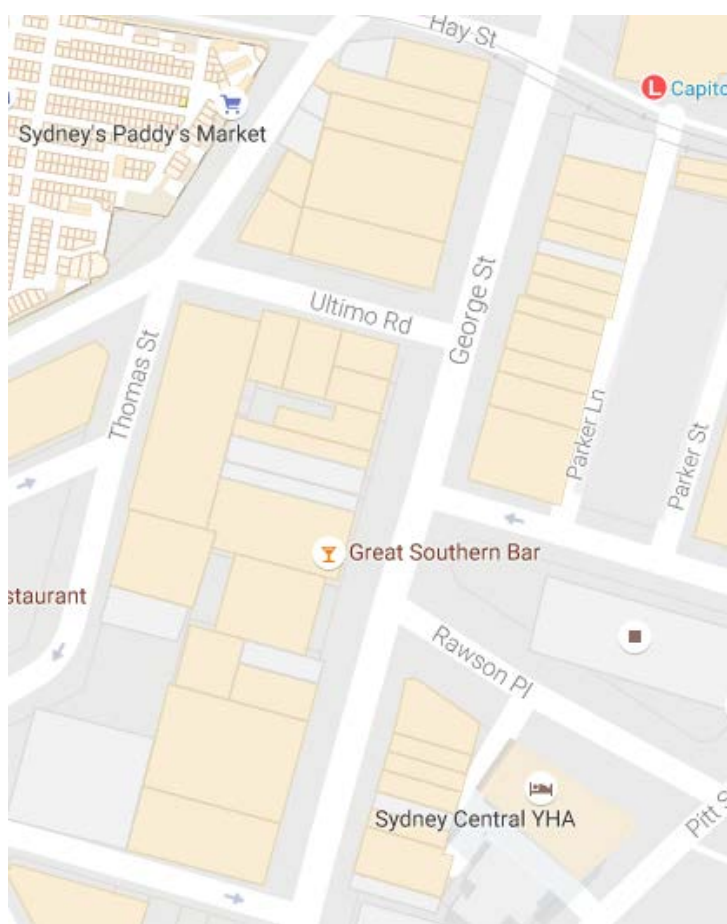 Hay St
L
Capito
Sydney's Paddy's Market
Ultimo Rd
George St
Thomas St
Parker Ln
Parker St
Great Southern Bar
staurant
Rawson Pl
Sydney Central YHA
Pitt S